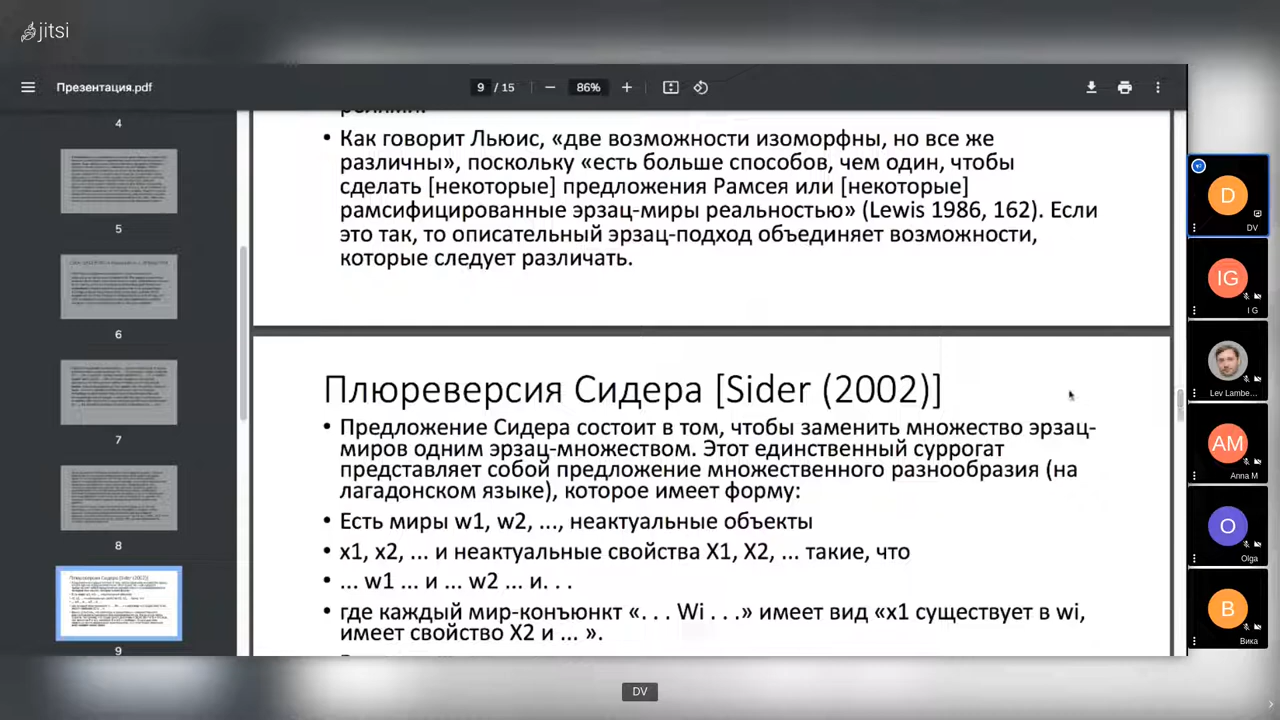 jitsi
Презентация.pdf
9 / 15
86%
4
5
6
7
8
9
• Как говорит Льюис, «две возможности изоморфны, но все же
различны», поскольку «есть больше способов, чем один, чтобы
сделать [некоторые] предложения Рамсея или [некоторые]
рамсифицированные эрзац-миры реальностью» (Lewis 1986, 162). Если
это так, то описательный эрзац-подход объединяет возможности,
которые следует различать.
Плюреверсия Сидера [Sider (2002)]
• Предложение Сидера состоит в том, чтобы заменить множество эрзац-
миров одним эрзац-множеством. Этот единственный суррогат
представляет собой предложение множественного разнообразия (на
лагадонском языке), которое имеет форму:
• Есть миры w1, w2, ..., неактуальные объекты
• x1, x2, ... и неактуальные свойства X1, X2, ... такие, что
• ... w1 ... и ... w2 ... и. ...
• где каждый мир-конъюнкт «. . . Wi . . .» имеет вид «x1 существует в wi,
имеет свойство X2 и ... ».
D
DV
IG
I G
Lev Lambe...
AM
Anna M
O
Olga
B
Вика
DV